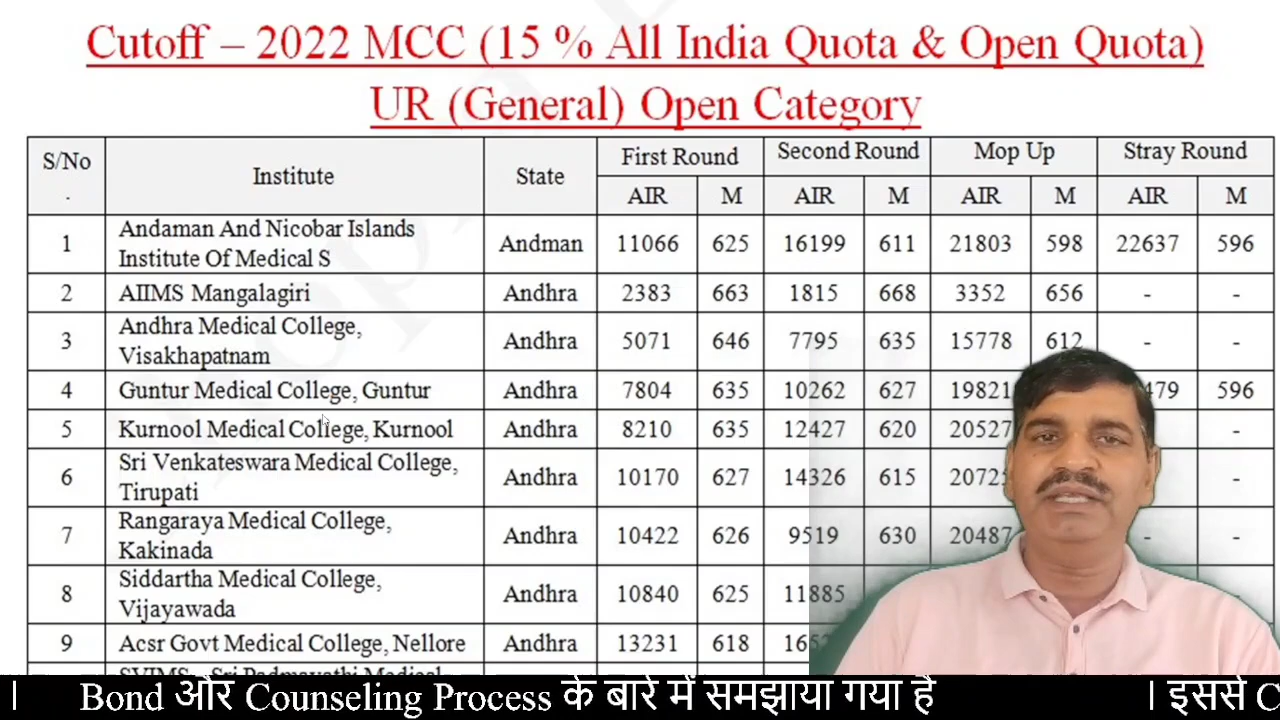 Cutoff – 2022 MCC (15 % All India Quota & Open Quota)
UR (General) Open Category
S/No. Institute State First Round Second Round Mop Up Stray Round
AIR M AIR M AIR M AIR M
1 Andaman And Nicobar Islands Institute Of Medical S Andman 11066 625 16199 611 21803 598 22637 596
2 AIIMS Mangalagiri Andhra 2383 663 1815 668 3352 656 - -
3 Andhra Medical College, Visakhapatnam Andhra 5071 646 7795 635 15778 612 - -
4 Guntur Medical College, Guntur Andhra 7804 635 10262 627 19821 596
5 Kurnool Medical College, Kurnool Andhra 8210 635 12427 620 20527 -
6 Sri Venkateswara Medical College, Tirupati Andhra 10170 627 14326 615 -
7 Rangaraya Medical College, Kakinada Andhra 10422 626 9519 630 20487 - -
8 Siddartha Medical College, Vijayawada Andhra 10840 625 11885
9 Acsr Govt Medical College, Nellore Andhra 13231 618
SVIMS - Sri Padmavathi Medical
। Bond और Counseling Process के बारे में समझाया गया है । इससे C